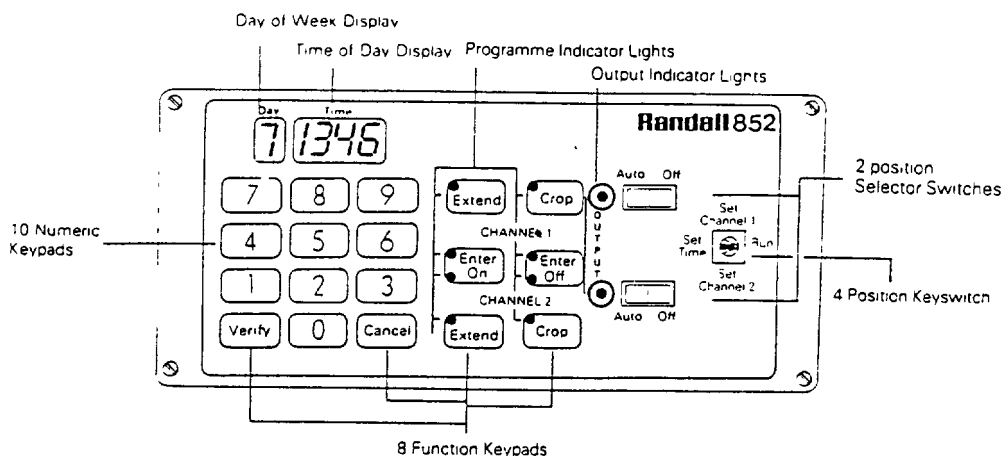 Day of Week Display
Time of Day Display
Programme Indicator Lights
Output Indicator Lights
Day
Time
7
1346
Randall 852
Auto Off
2 position
Selector Switches
7 8 9
Extend
Crop
OUTPUT
Set
Channel 1
CHANNEL 1
10 Numeric
Keypads
4 5 6
Set
Time
Run
Enter
On
Enter
Off
1 2 3
CHANNEL 2
Set
Channel 2
4 Position Keyswitch
Auto Off
Verify
0
Cancel
Extend
Crop
8 Function Keypads